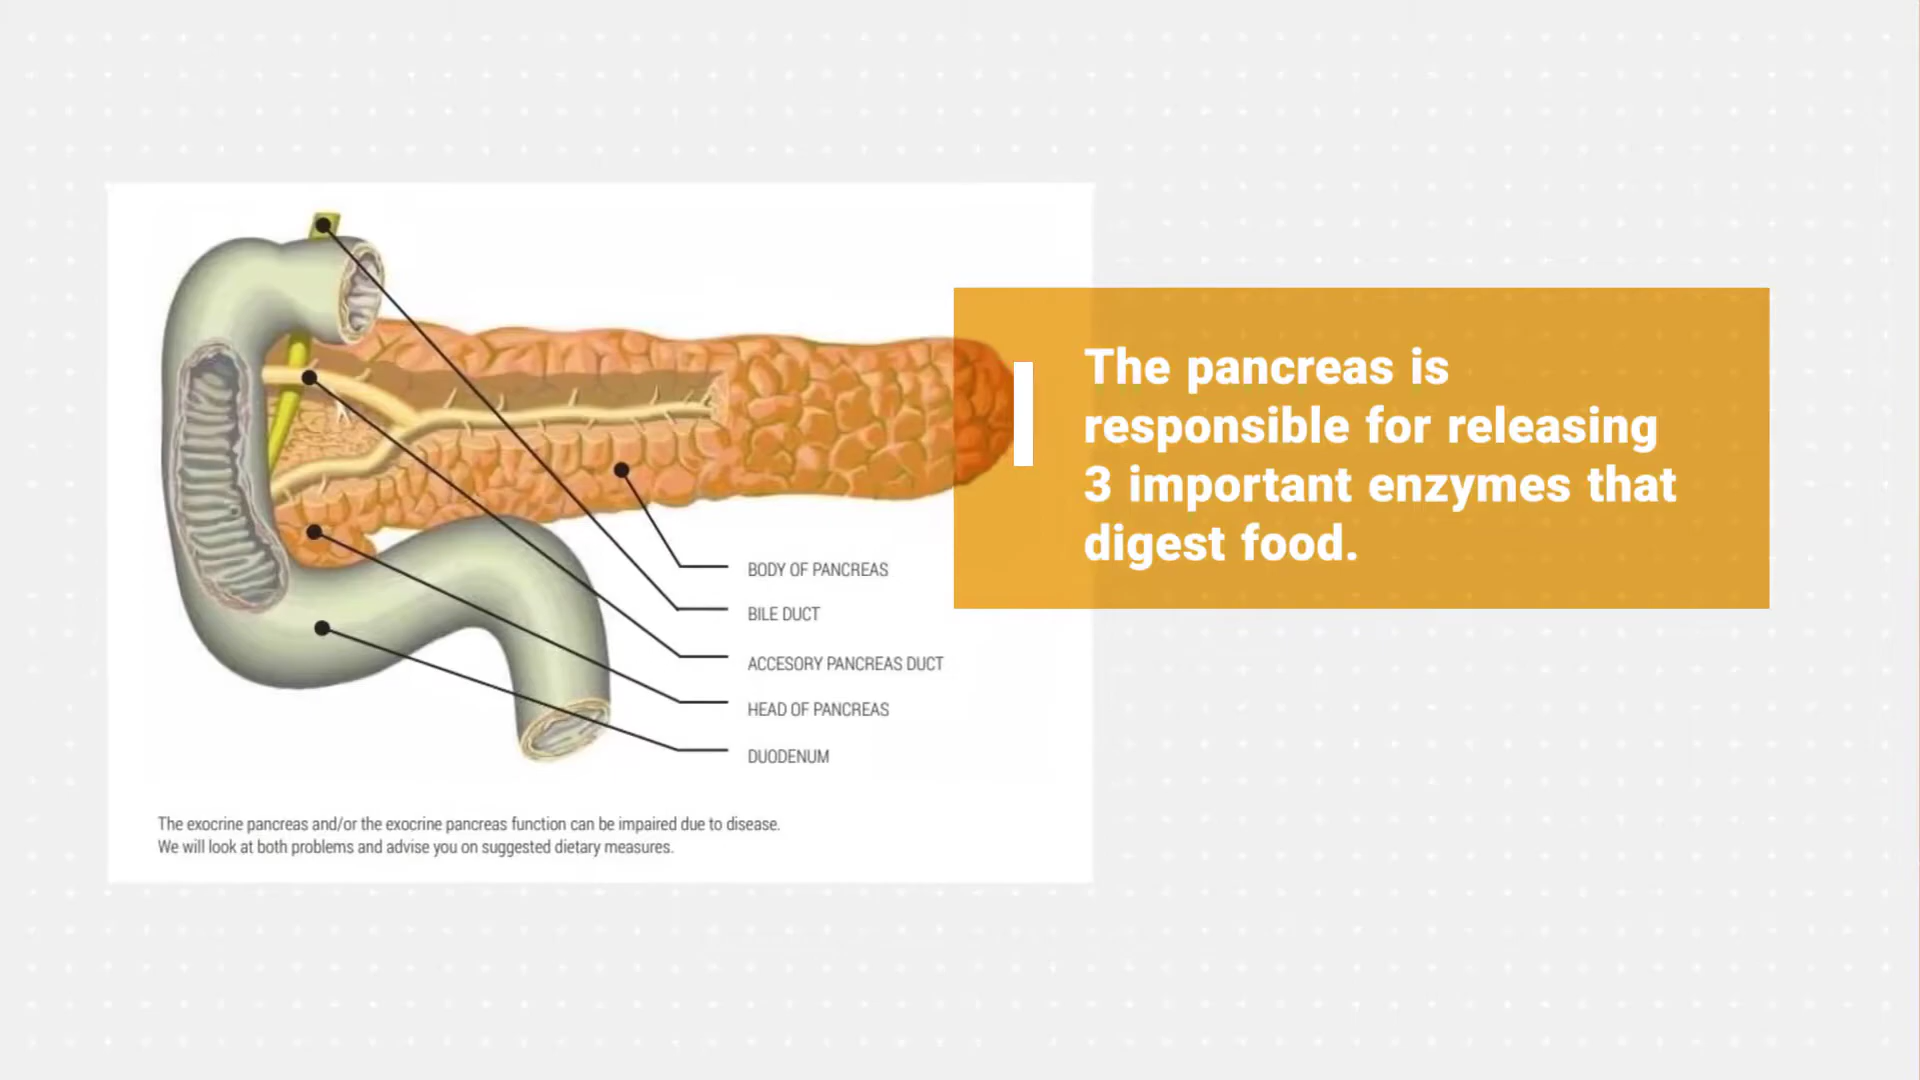 The pancreas is
responsible for releasing
3 important enzymes that
digest food.
BODY OF PANCREAS
BILE DUCT
ACCESORY PANCREAS DUCT
HEAD OF PANCREAS
DUODENUM
The exocrine pancreas and/or the exocrine pancreas function can be impaired due to disease.
We will look at both problems and advise you on suggested dietary measures.